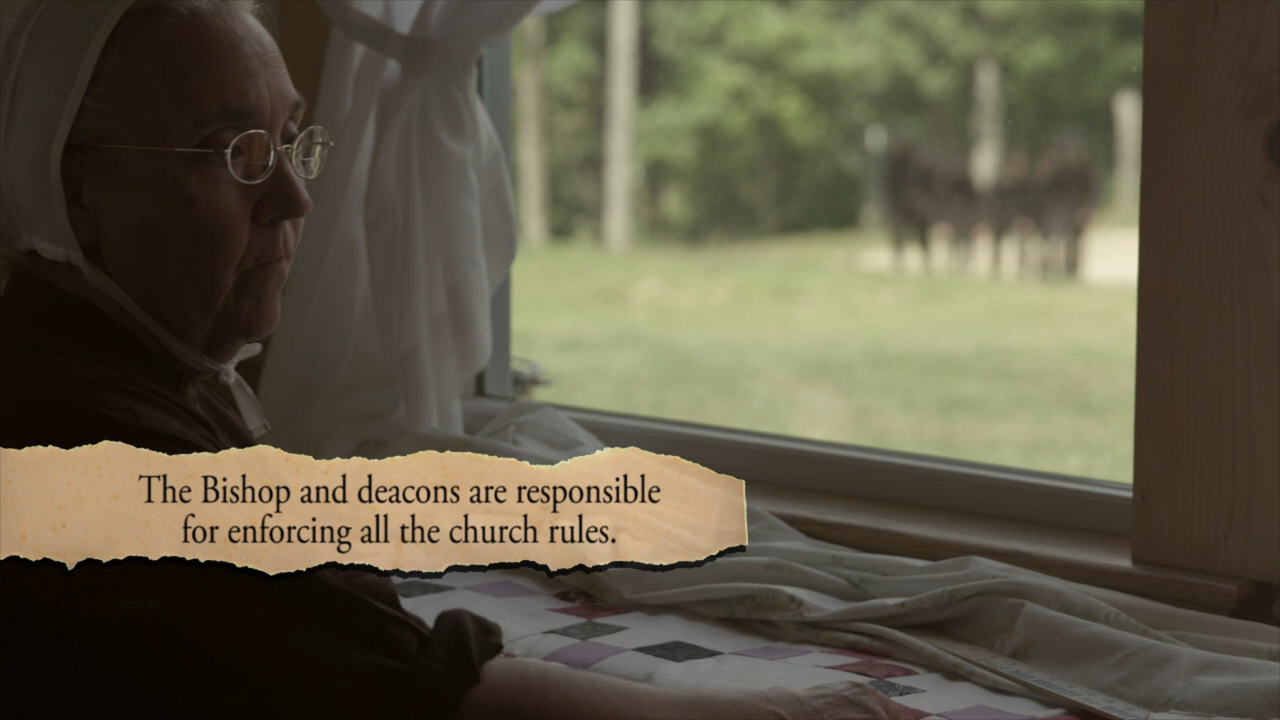 The Bishop and deacons are responsible
for enforcing all the church rules.